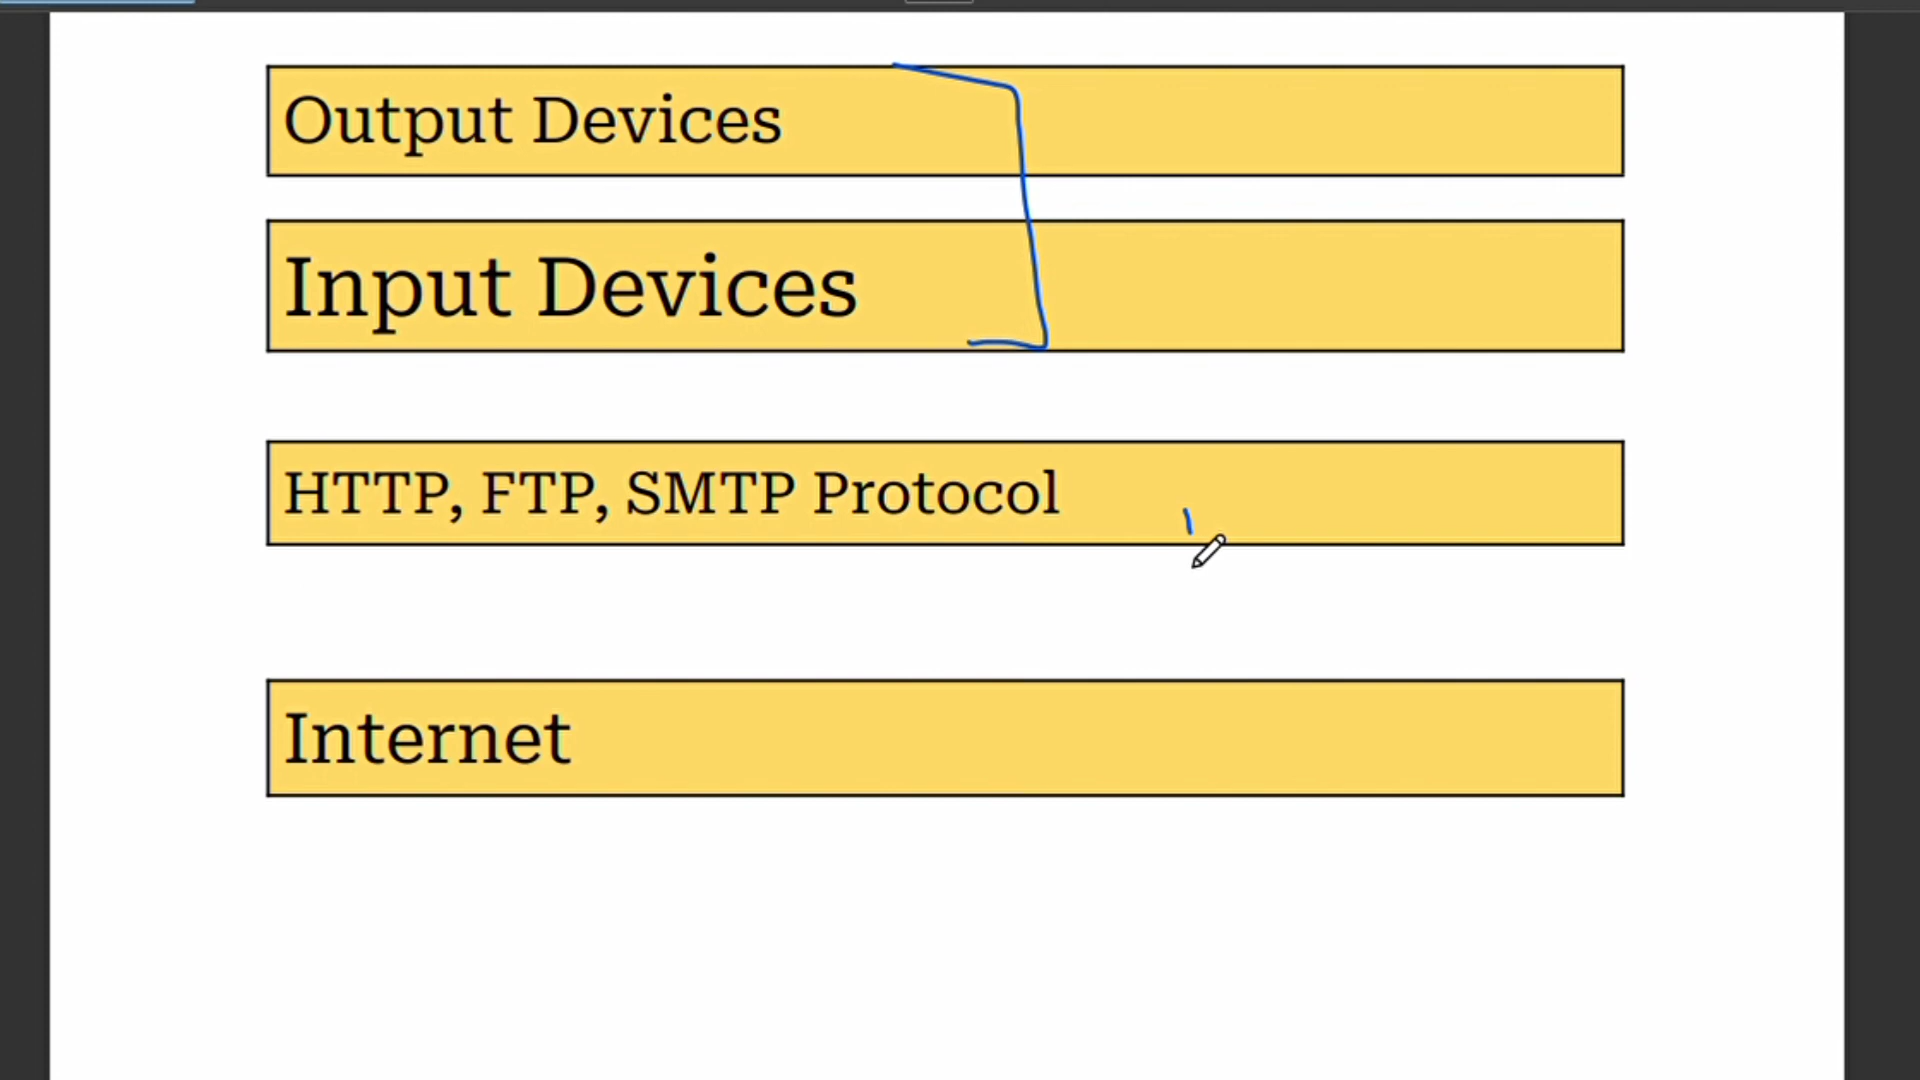 Output Devices
Input Devices
HTTP, FTP, SMTP Protocol
Internet